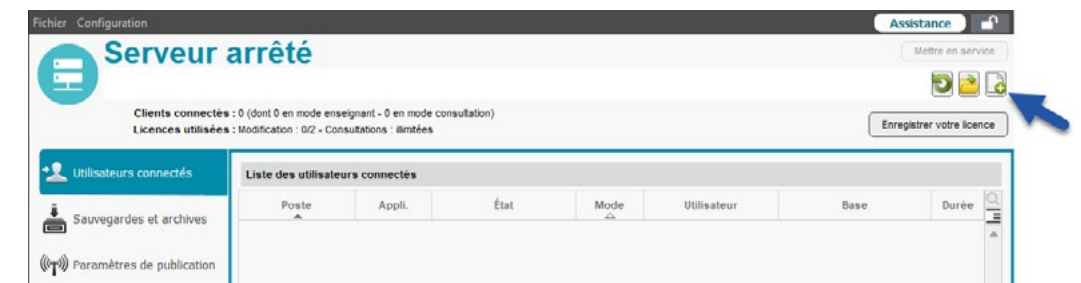 Fichier Configuration
Assistance
Serveur arrêté
Mettre en service
Clients connectés : 0 (dont 0 en mode enseignant - 0 en mode consultation)
Licences utilisées : Modification : 0/2 - Consultations : illimitées
Enregistrer votre licence
Utilisateurs connectés
Liste des utilisateurs connectés
Poste Appli. État Mode Utilisateur Base Durée
Sauvegardes et archives
Paramètres de publication